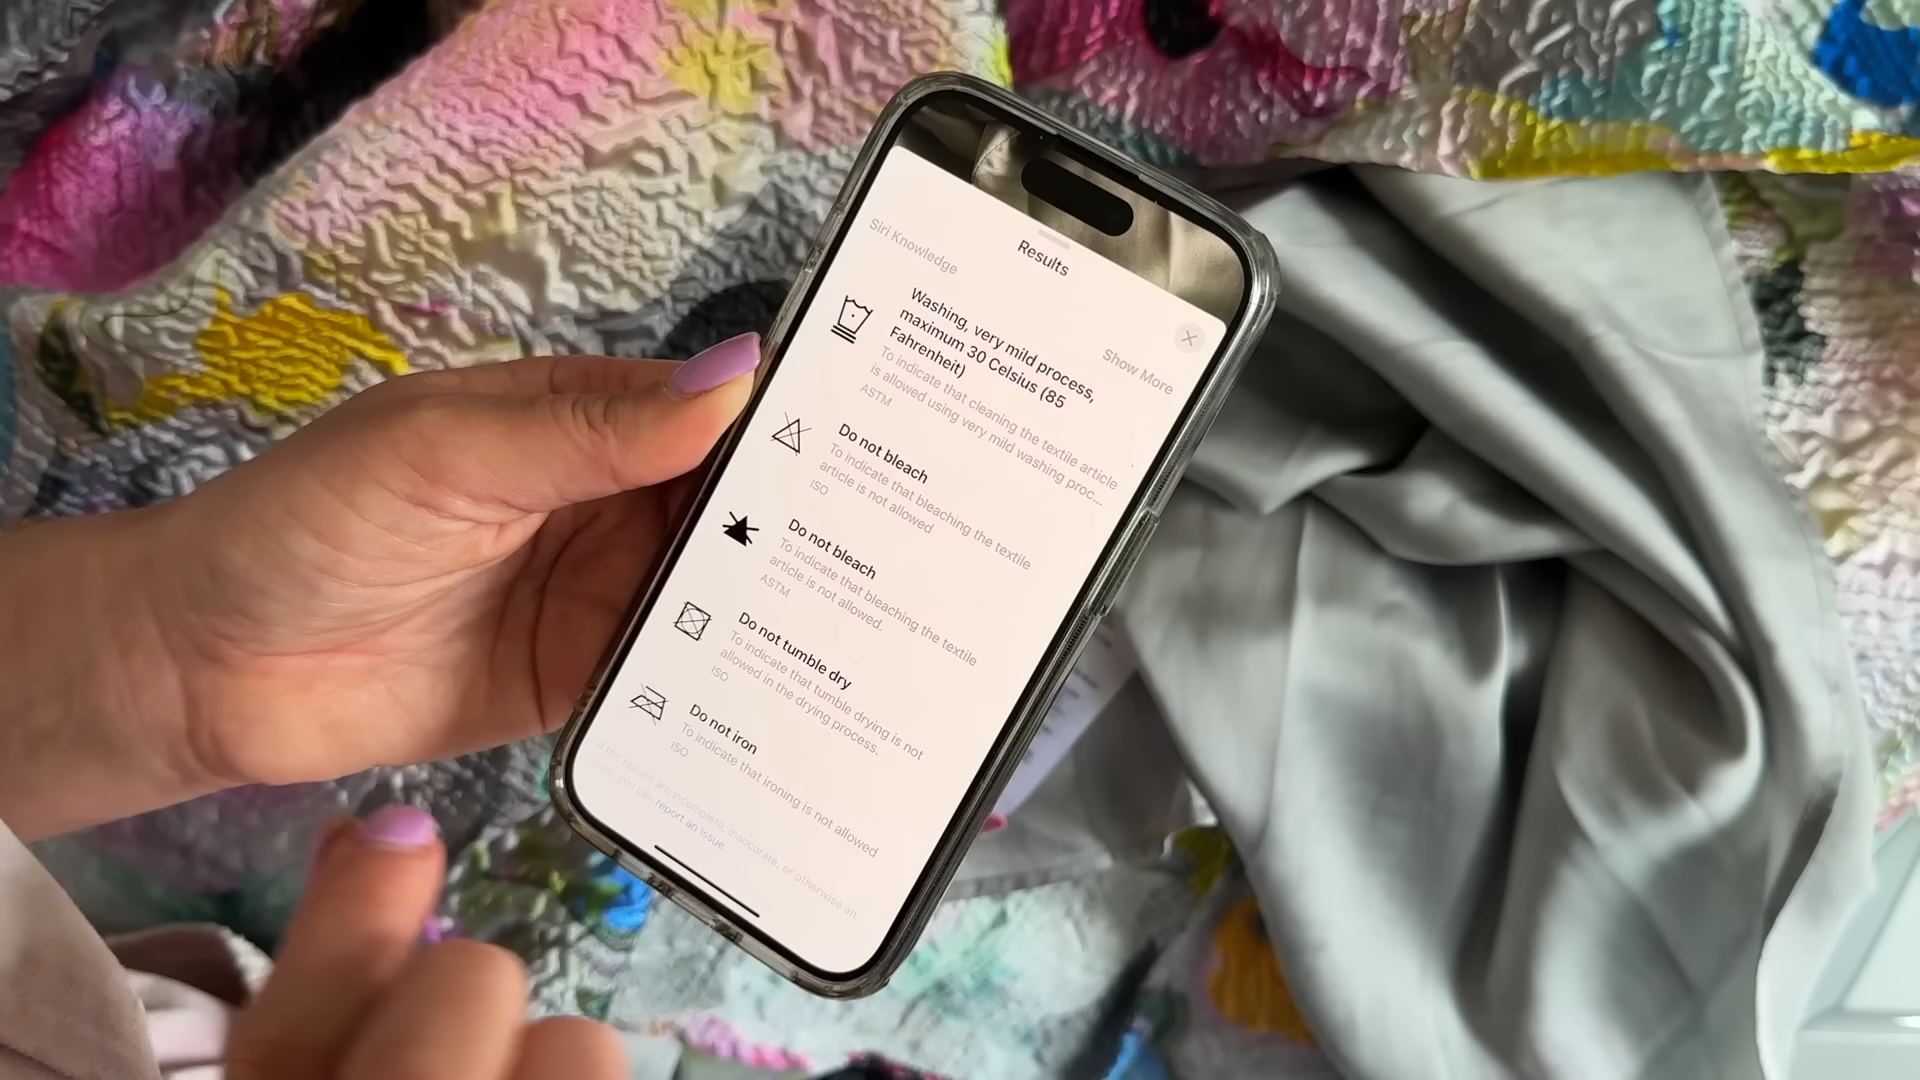 Results
Siri Knowledge
Show More
Washing, very mild process,
maximum 30 Celsius (85
Fahrenheit)
To indicate that cleaning the textile article
is allowed using very mild washing proc...
ASTM
Do not bleach
To indicate that bleaching the textile
article is not allowed
ISO
Do not bleach
To indicate that bleaching the textile
article is not allowed.
ASTM
Do not tumble dry
To indicate that tumble drying is not
allowed in the drying process.
ISO
Do not iron
To indicate that ironing is not allowed
ISO
If the results are incomplete, inaccurate, or otherwise an
issue, you can report an issue